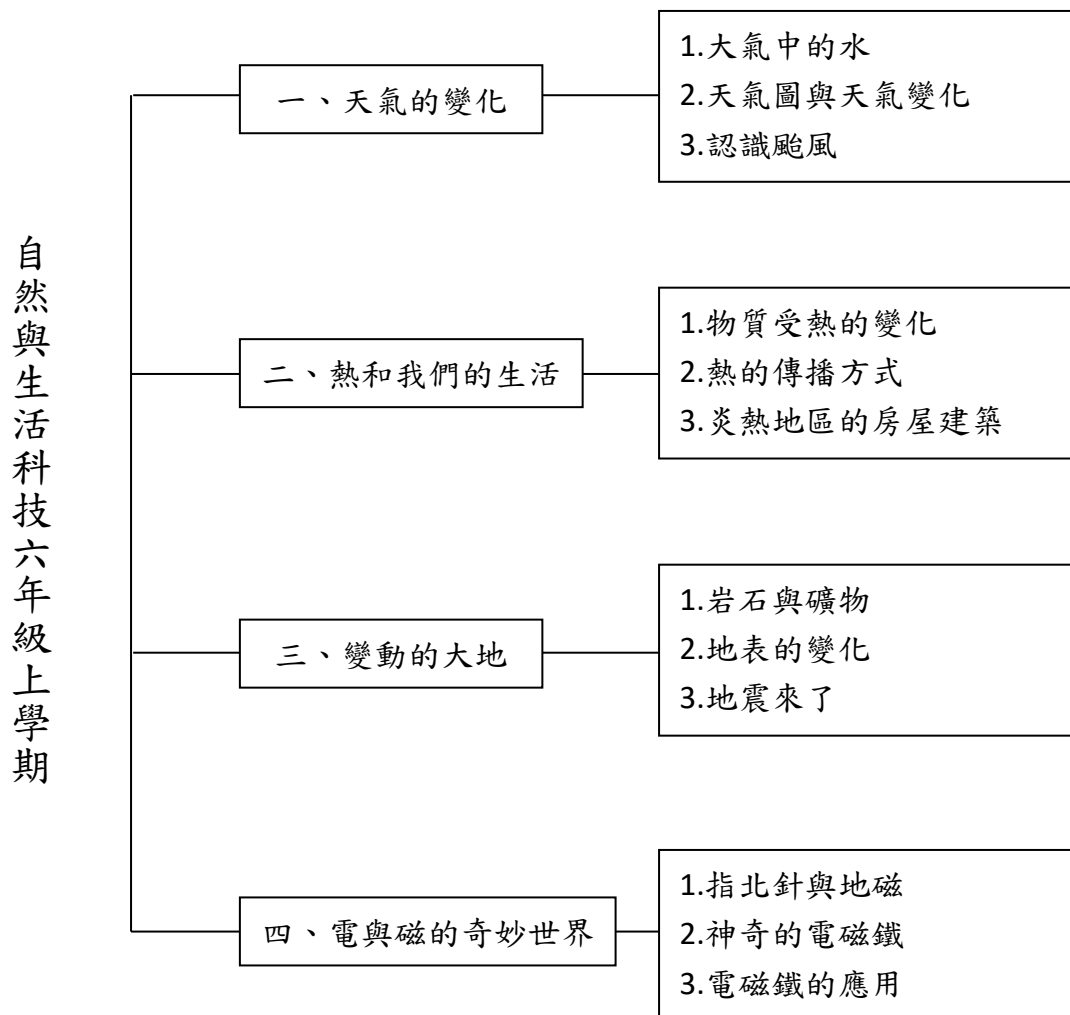 自然與生活科技六年級上學期
一、天氣的變化
1.大氣中的水
2.天氣圖與天氣變化
3.認識颱風
二、熱和我們的生活
1.物質受熱的變化
2.熱的傳播方式
3.炎熱地區的房屋建築
三、變動的大地
1.岩石與礦物
2.地表的變化
3.地震來了
四、電與磁的奇妙世界
1.指北針與地磁
2.神奇的電磁鐵
3.電磁鐵的應用